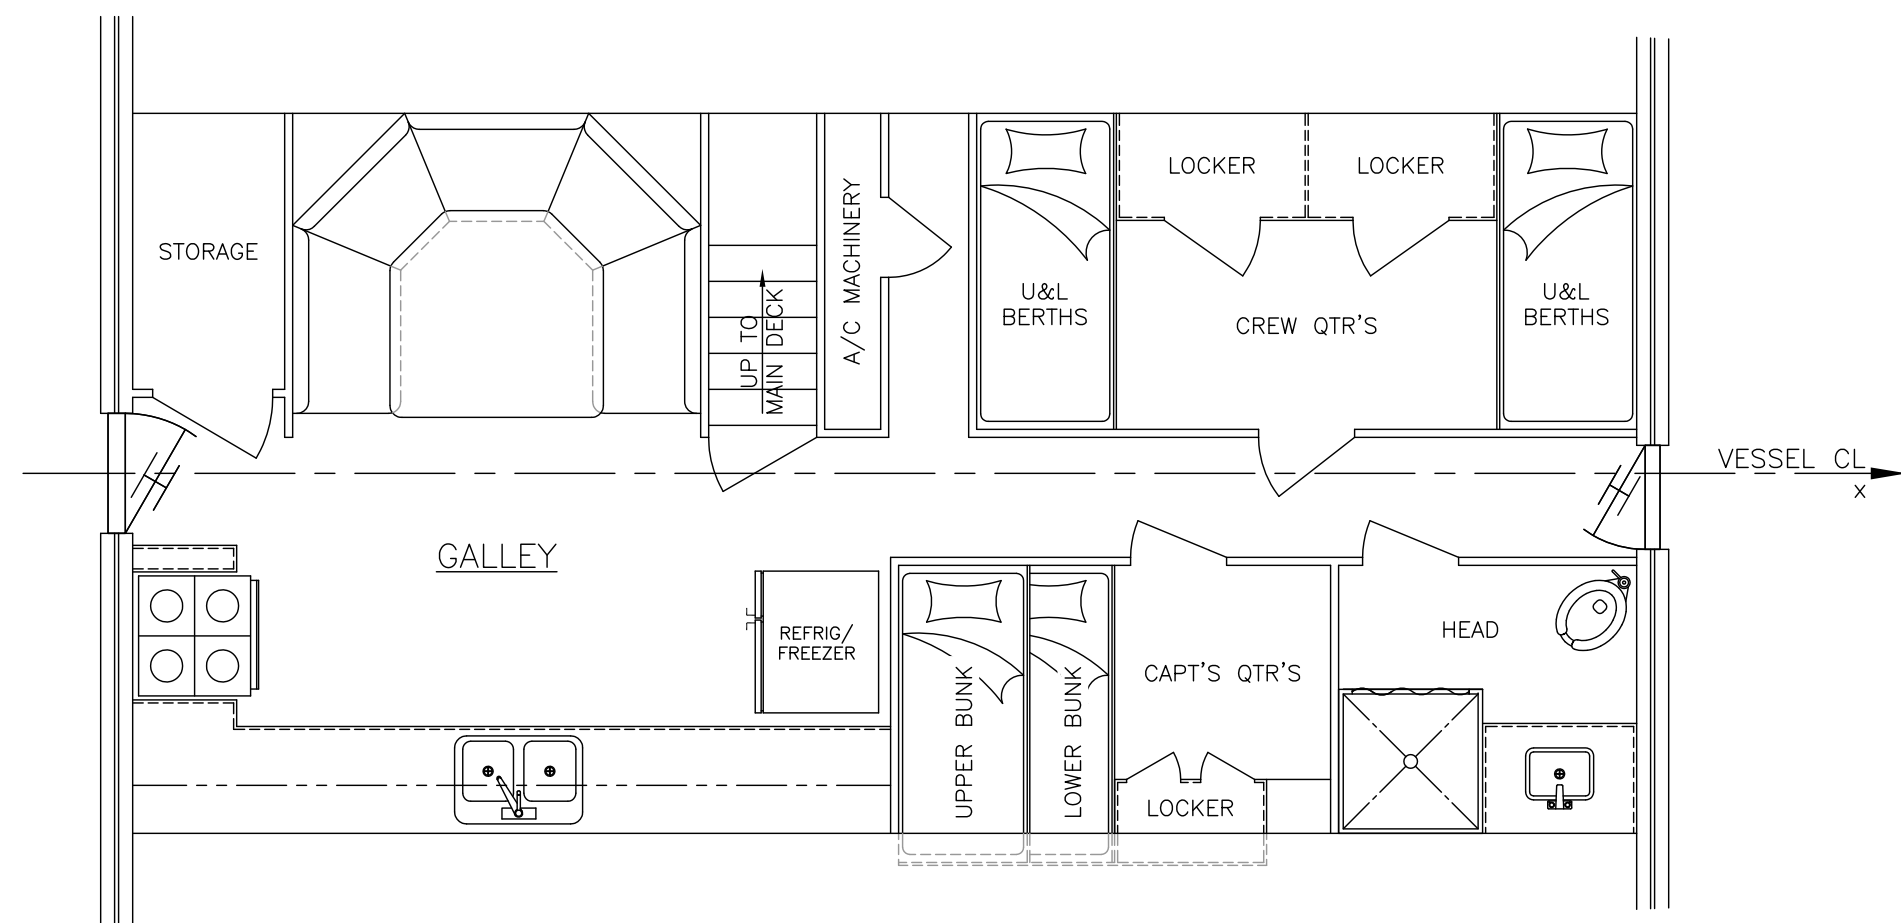 STORAGE
UP TO
MAIN DECK
A/C MACHINERY
U&L
BERTHS
LOCKER
LOCKER
CREW QTR'S
U&L
BERTHS
VESSEL CL
x
GALLEY
REFRIG/
FREEZER
UPPER BUNK
LOWER BUNK
CAPT'S QTR'S
LOCKER
HEAD